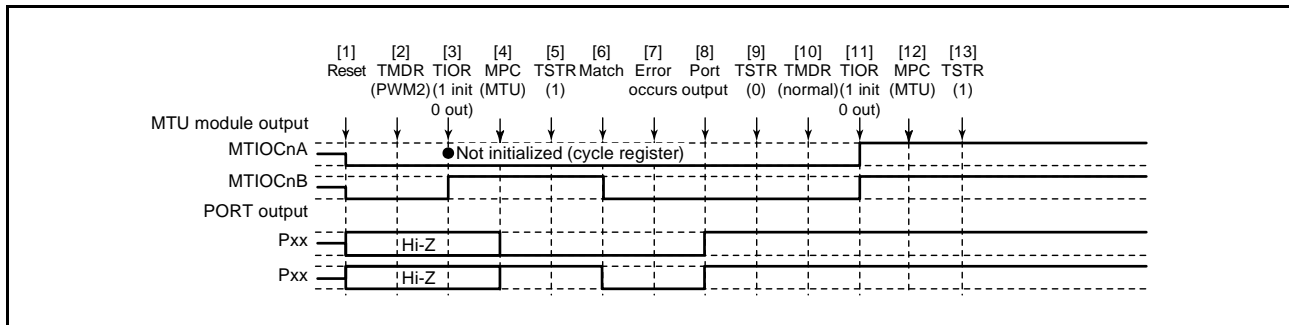 [1] [2] [3] [4] [5] [6] [7] [8] [9] [10] [11] [12] [13]
Reset TMDR TIOR MPC TSTR Match Error Port TSTR TMDR TIOR MPC TSTR
(PWM2) (1 init (MTU) (1) occurs output (0) (normal) (1 init (MTU) (1)
0 out) 0 out)
MTU module output
MTIOCnA Not initialized (cycle register)
MTIOCnB
PORT output
Pxx Hi-Z
Pxx Hi-Z